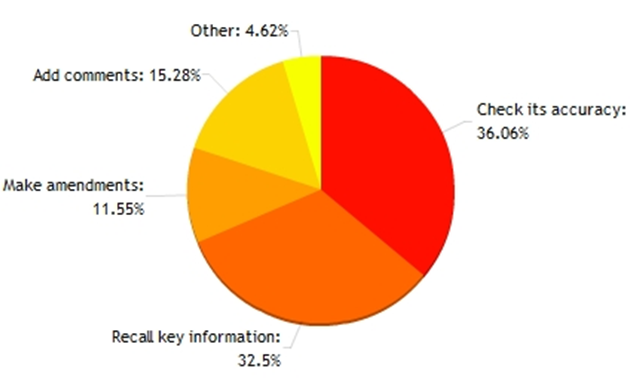 Other: 4.62%
Add comments: 15.28%
Check its accuracy:
36.06%
Make amendments:
11.55%
Recall key information:
32.5%